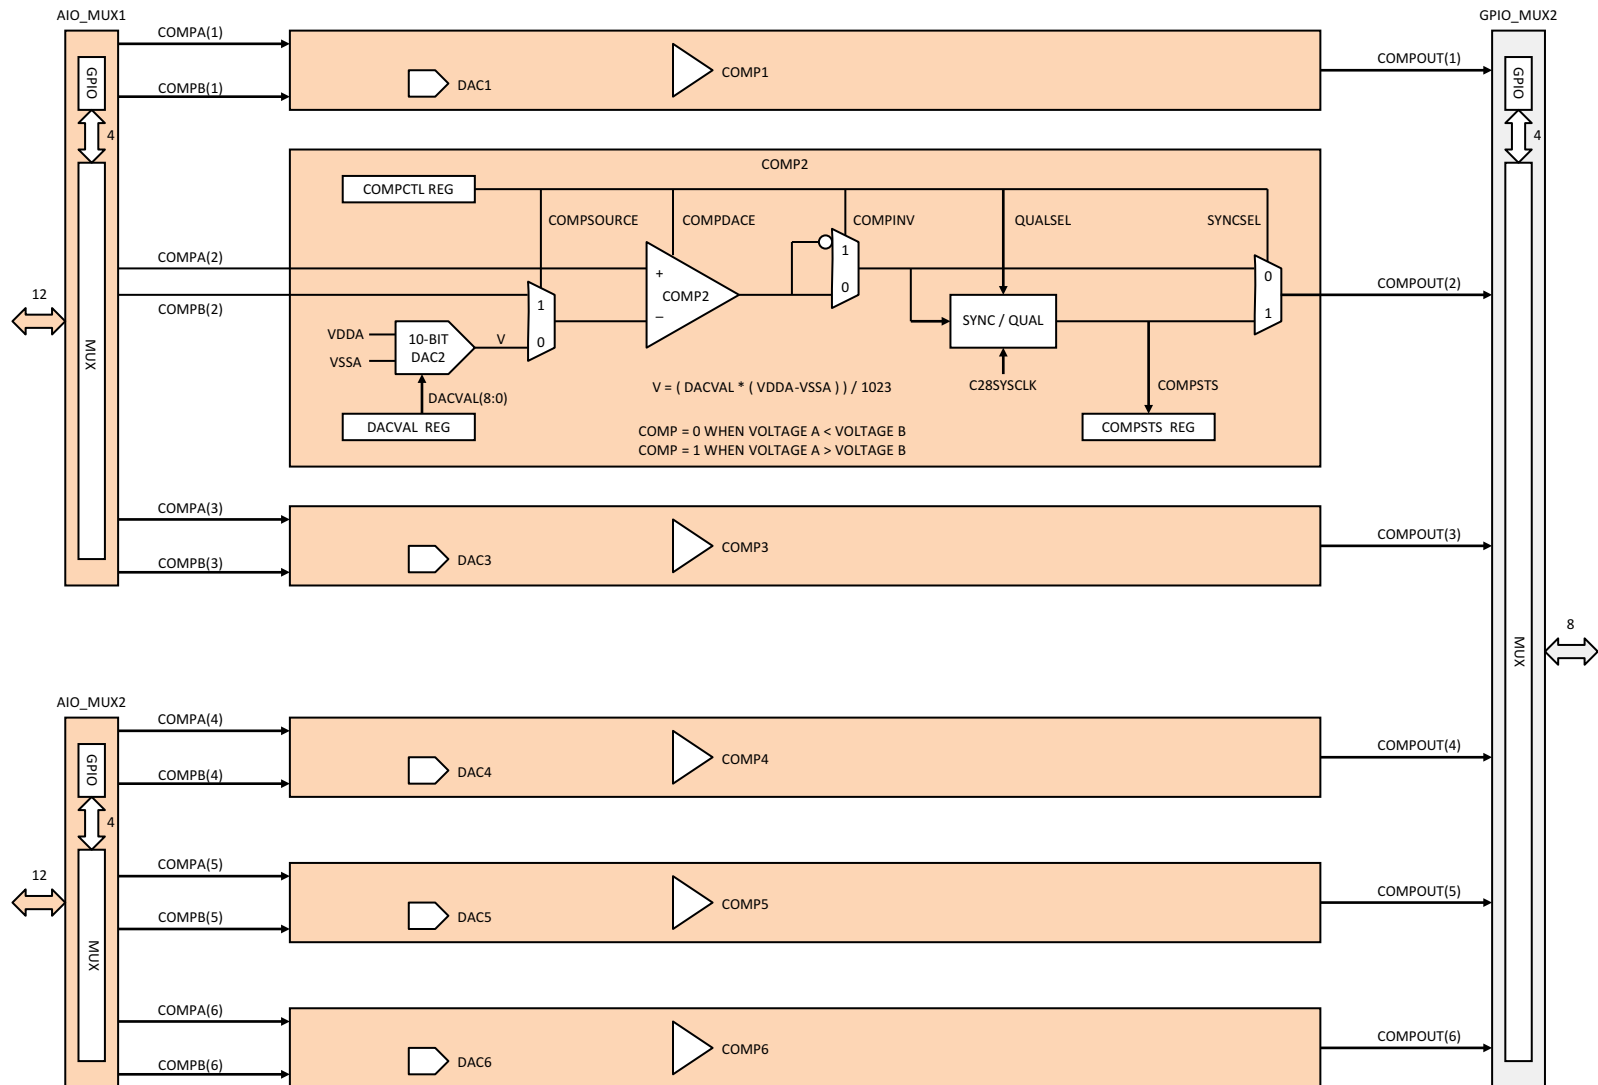 AIO_MUX1
GPIO_MUX2
COMPA(1)
GPIO
COMPB(1)
4
DAC1
COMP1
COMPOUT(1)
GPIO
4
COMP2
COMPCTL REG
COMPSOURCE
COMPDACE
COMPINV
QUALSEL
SYNCSEL
COMPA(2)
12
COMPB(2)
MUX
VDDA
VSSA
10-BIT
DAC2
V
1
0
+
COMP2
–
1
0
SYNC / QUAL
0
1
COMPOUT(2)
DACVAL(8:0)
V = ( DACVAL * ( VDDA-VSSA ) ) / 1023
C28SYSCLK
COMPSTS
DACVAL REG
COMP = 0 WHEN VOLTAGE A < VOLTAGE B
COMP = 1 WHEN VOLTAGE A > VOLTAGE B
COMPSTS REG
COMPA(3)
COMPB(3)
DAC3
COMP3
COMPOUT(3)
MUX
8
AIO_MUX2
COMPA(4)
GPIO
COMPB(4)
4
DAC4
COMP4
COMPOUT(4)
COMPA(5)
12
COMPB(5)
MUX
DAC5
COMP5
COMPOUT(5)
COMPA(6)
COMPB(6)
DAC6
COMP6
COMPOUT(6)